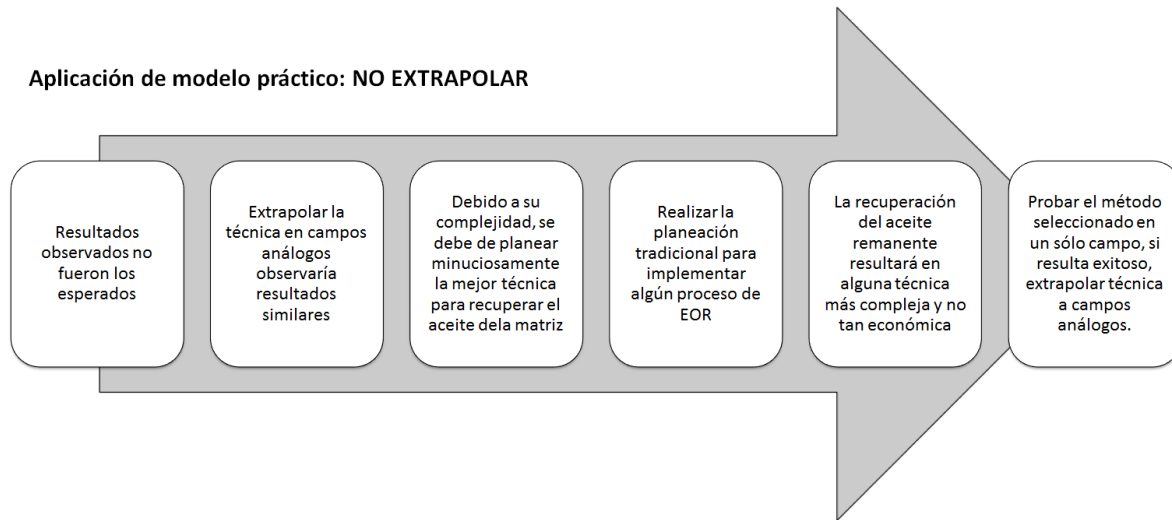 Aplicación de modelo práctico: NO EXTRAPOLAR
Resultados
observados no
fueron los
esperados
Extrapolar la
técnica en campos
análogos
observaría
resultados
similares
Debido a su
complejidad, se
debe de planear
minuciosamente
la mejor técnica
para recuperar el
aceite dela matriz
Realizar la
planeación
tradicional para
implementar
algún proceso de
EOR
La recuperación
del aceite
remanente
resultará en
alguna técnica
más compleja y no
tan económica
Probar el método
seleccionado en
un sólo campo, si
resulta exitoso,
extrapolar técnica
a campos
análogos.